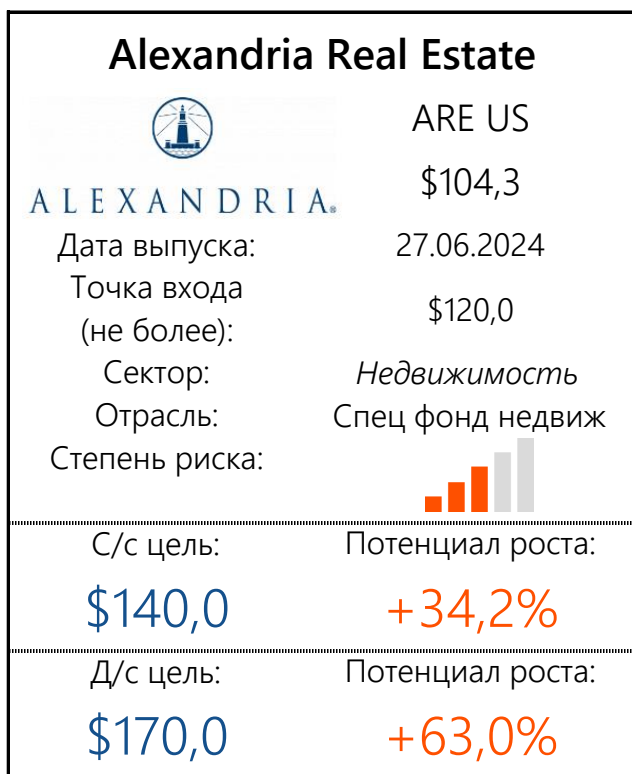 Alexandria Real Estate
ARE US
$104,3
ALEXANDRIA®
Дата выпуска: 27.06.2024
Точка входа
(не более): $120,0
Сектор: Недвижимость
Отрасль: Спец фонд недвиж
Степень риска:
С/с цель: Потенциал роста:
$140,0 +34,2%
Д/с цель: Потенциал роста:
$170,0 +63,0%